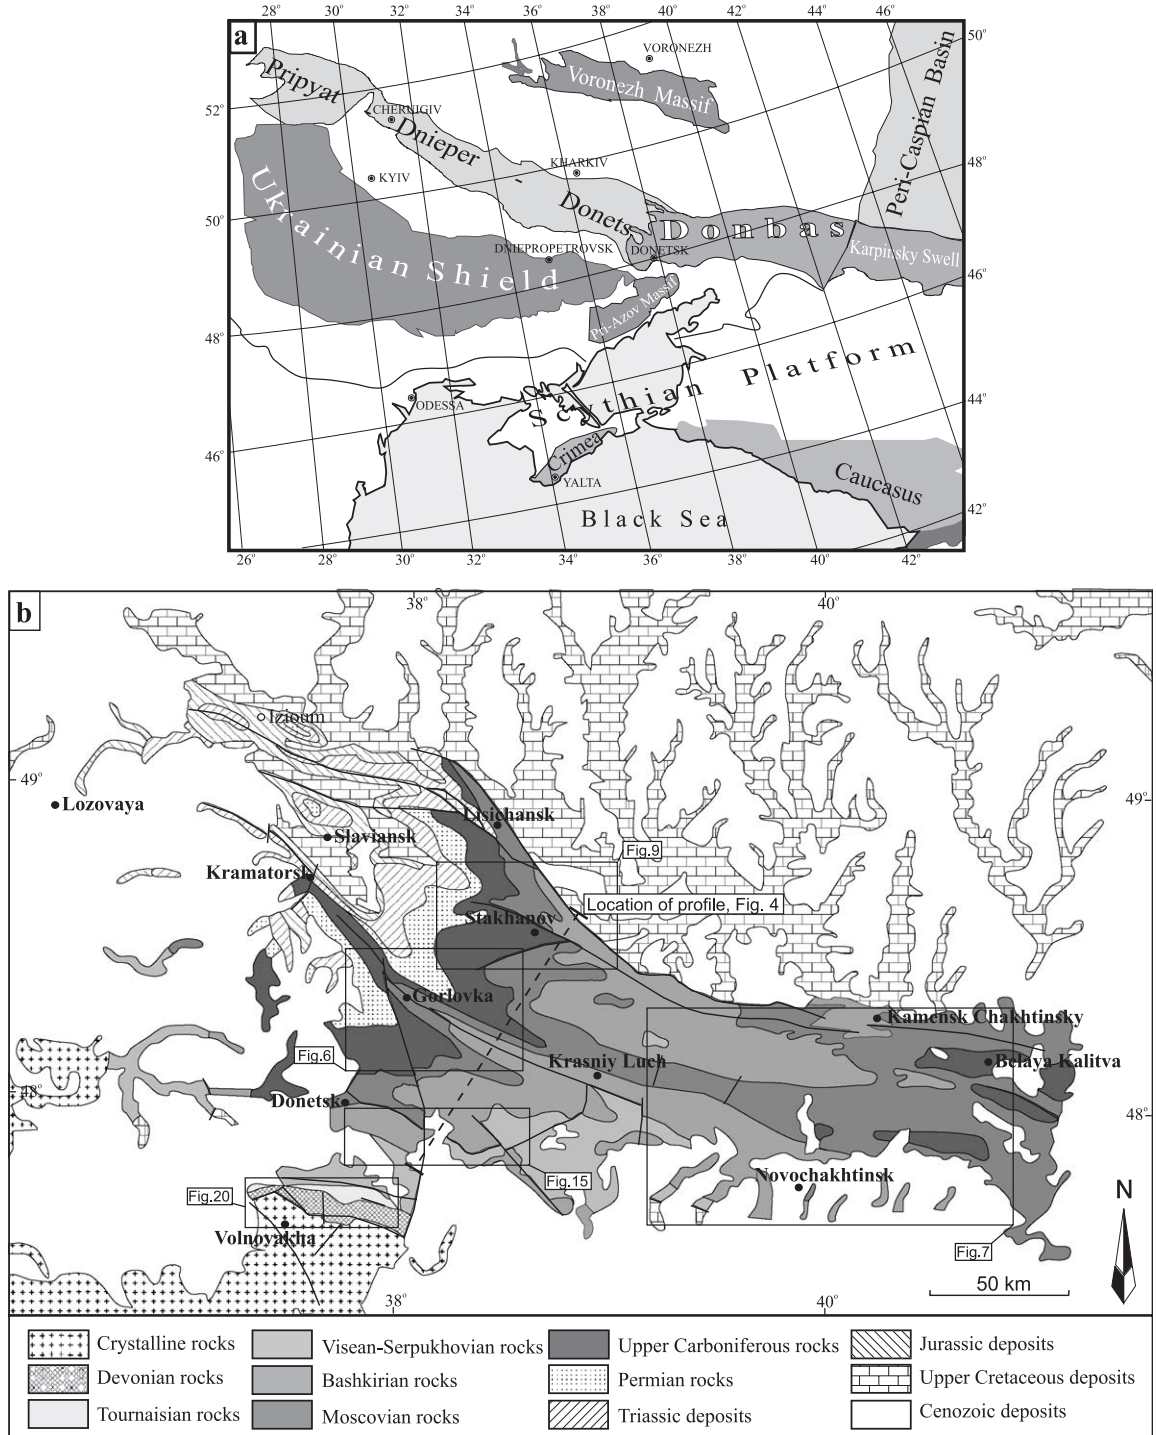 28° 30° 32° 34° 36° 38° 40° 42° 44° 46°
a
50°
VORONEZH
Pripyat
Voronezh Massif
52°
CHERNIGIV
Dnieper - Donets
Peri-Caspian Basin
KHARKIV
48°
KYIV
Ukrainian Shield
50°
Donbas
DNIEPROPETROVSK
DONETSK
Karpinsky Swell
46°
Pri-Azov Massif
48°
Scythian Platform
44°
ODESSA
46°
Crimea
YALTA
Caucasus
42°
Black Sea
26° 28° 30° 32° 34° 36° 38° 40° 42°
b
38° 40°
Izioum
49° 49°
Lozovaya
Lisichansk
Slaviansk
Fig.9
Kramatorsk
Location of profile, Fig. 4
Stakhanov
Gorlovka
Kamensk Chakhtinsky
Fig.6
Krasniy Luch
Belaya Kalitva
48° 48°
Donetsk
Novochakhtinsk
Fig.15
Fig.20
Volnovakha
N
Fig.7
50 km
38° 40°
Crystalline rocks
Devonian rocks
Tournaisian rocks
Visean-Serpukhovian rocks
Bashkirian rocks
Moscovian rocks
Upper Carboniferous rocks
Permian rocks
Triassic deposits
Jurassic deposits
Upper Cretaceous deposits
Cenozoic deposits